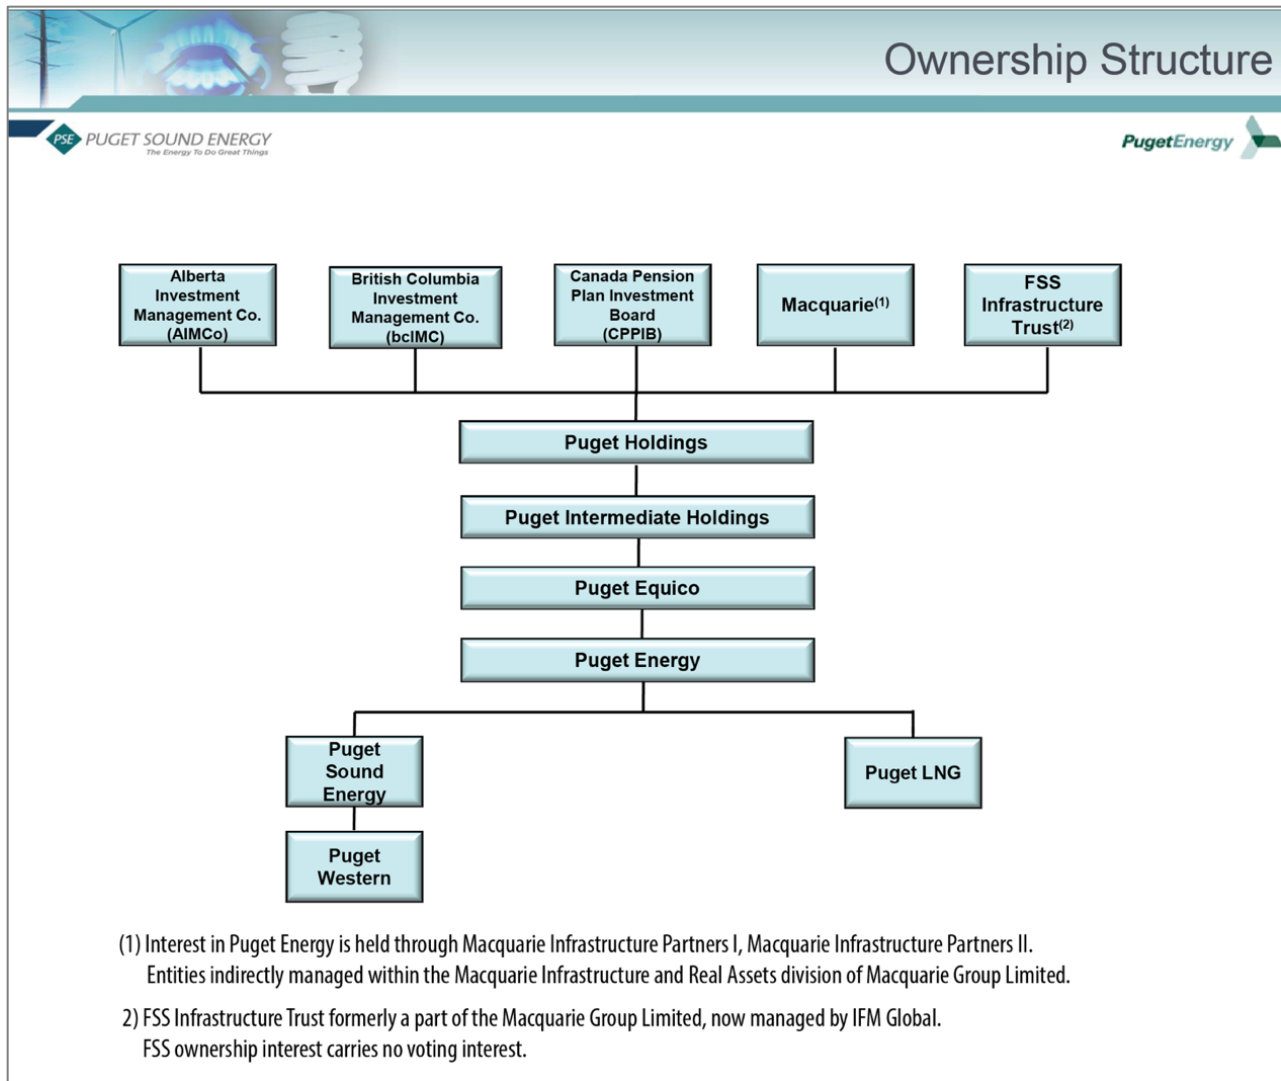 Ownership Structure
PSE PUGET SOUND ENERGY
The Energy To Do Great Things
PugetEnergy
Alberta
Investment
Management Co.
(AIMCo)
British Columbia
Investment
Management Co.
(bcIMC)
Canada Pension
Plan Investment
Board
(CPPIB)
Macquarie(1)
FSS
Infrastructure
Trust(2)
Puget Holdings
Puget Intermediate Holdings
Puget Equico
Puget Energy
Puget
Sound
Energy
Puget LNG
Puget
Western
(1) Interest in Puget Energy is held through Macquarie Infrastructure Partners I, Macquarie Infrastructure Partners II.
Entities indirectly managed within the Macquarie Infrastructure and Real Assets division of Macquarie Group Limited.
2) FSS Infrastructure Trust formerly a part of the Macquarie Group Limited, now managed by IFM Global.
FSS ownership interest carries no voting interest.